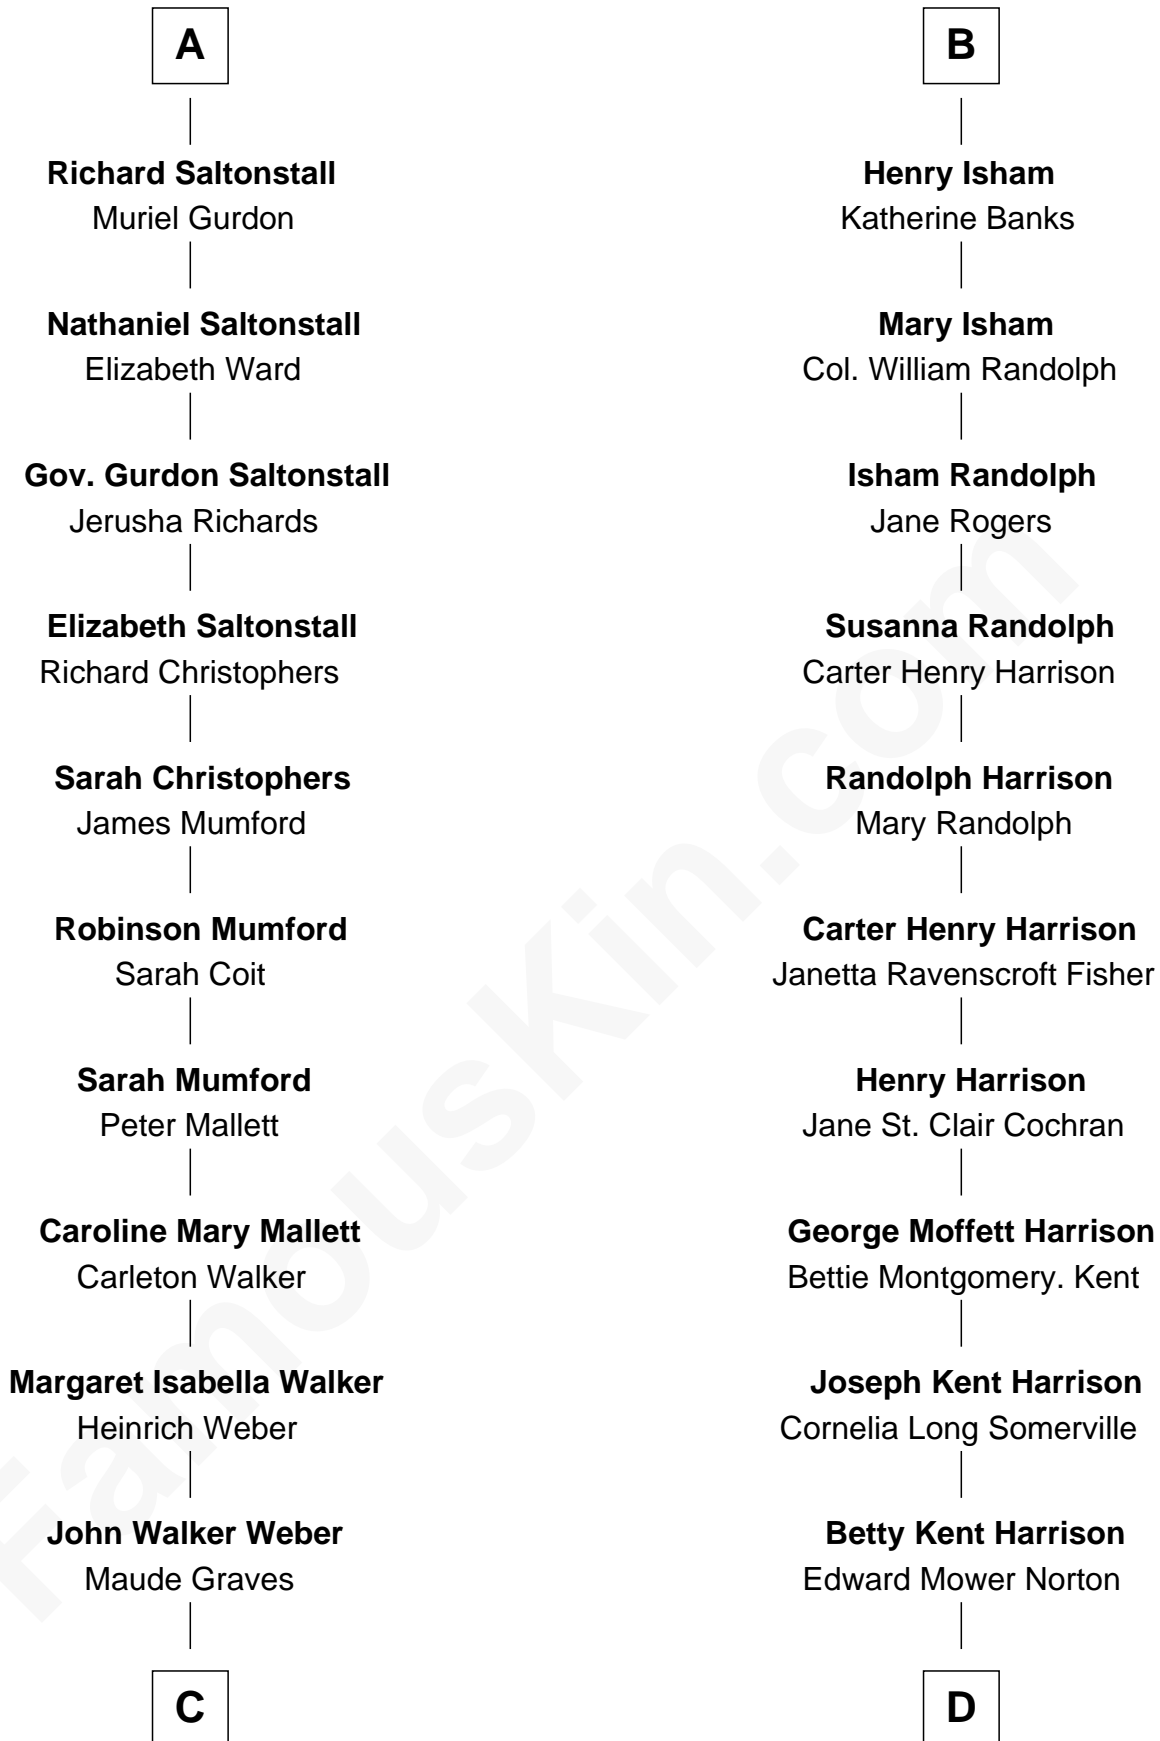 A
Richard Saltonstall
Muriel Gurdon
Nathaniel Saltonstall
Elizabeth Ward
Gov. Gurdon Saltonstall
Jerusha Richards
Elizabeth Saltonstall
Richard Christophers
Sarah Christophers
James Mumford
Robinson Mumford
Sarah Coit
Sarah Mumford
Peter Mallett
Caroline Mary Mallett
Carleton Walker
Margaret Isabella Walker
Heinrich Weber
John Walker Weber
Maude Graves
C
B
Henry Isham
Katherine Banks
Mary Isham
Col. William Randolph
Isham Randolph
Jane Rogers
Susanna Randolph
Carter Henry Harrison
Randolph Harrison
Mary Randolph
Carter Henry Harrison
Janetta Ravenscroft Fisher
Henry Harrison
Jane St. Clair Cochran
George Moffett Harrison
Bettie Montgomery. Kent
Joseph Kent Harrison
Cornelia Long Somerville
Betty Kent Harrison
Edward Mower Norton
D
FamousKin.com